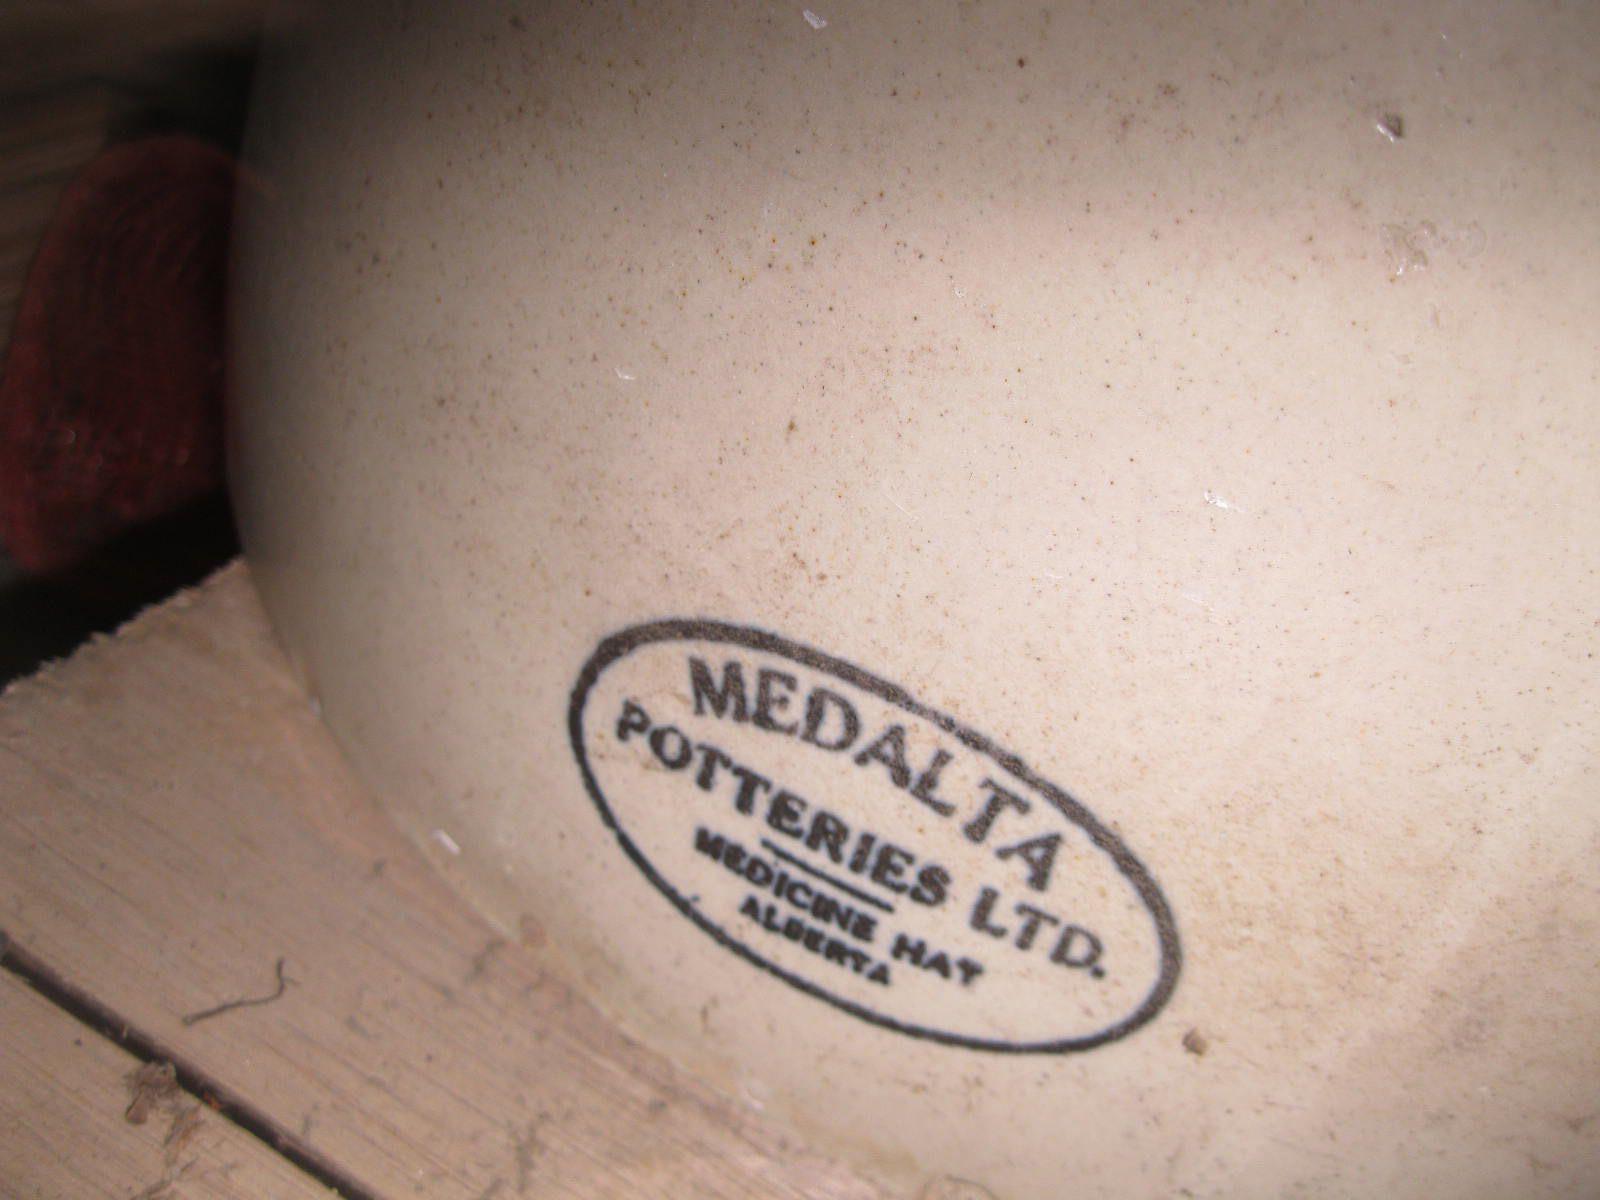 MEDALTA
POTTERIES LTD.
MEDICINE HAT
ALBERTA